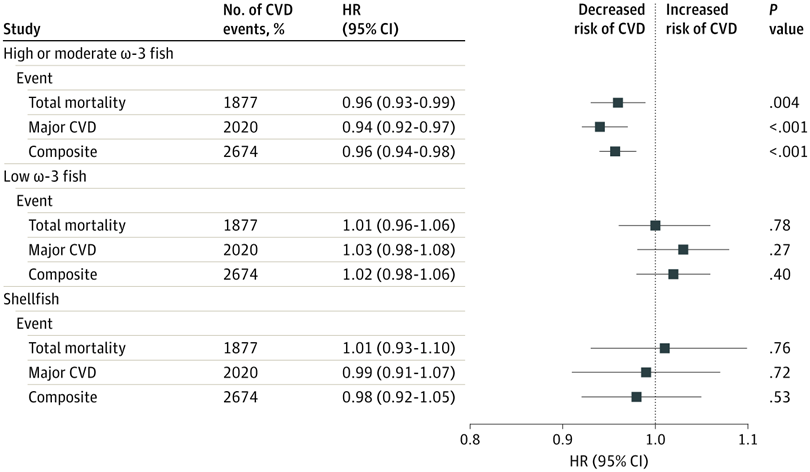 Study No. of CVD events, % HR (95% CI) Decreased risk of CVD Increased risk of CVD P value
High or moderate ω-3 fish
Event
Total mortality 1877 0.96 (0.93-0.99) .004
Major CVD 2020 0.94 (0.92-0.97) <.001
Composite 2674 0.96 (0.94-0.98) <.001
Low ω-3 fish
Event
Total mortality 1877 1.01 (0.96-1.06) .78
Major CVD 2020 1.03 (0.98-1.08) .27
Composite 2674 1.02 (0.98-1.06) .40
Shellfish
Event
Total mortality 1877 1.01 (0.93-1.10) .76
Major CVD 2020 0.99 (0.91-1.07) .72
Composite 2674 0.98 (0.92-1.05) .53
0.8 0.9 1.0 1.1
HR (95% CI)